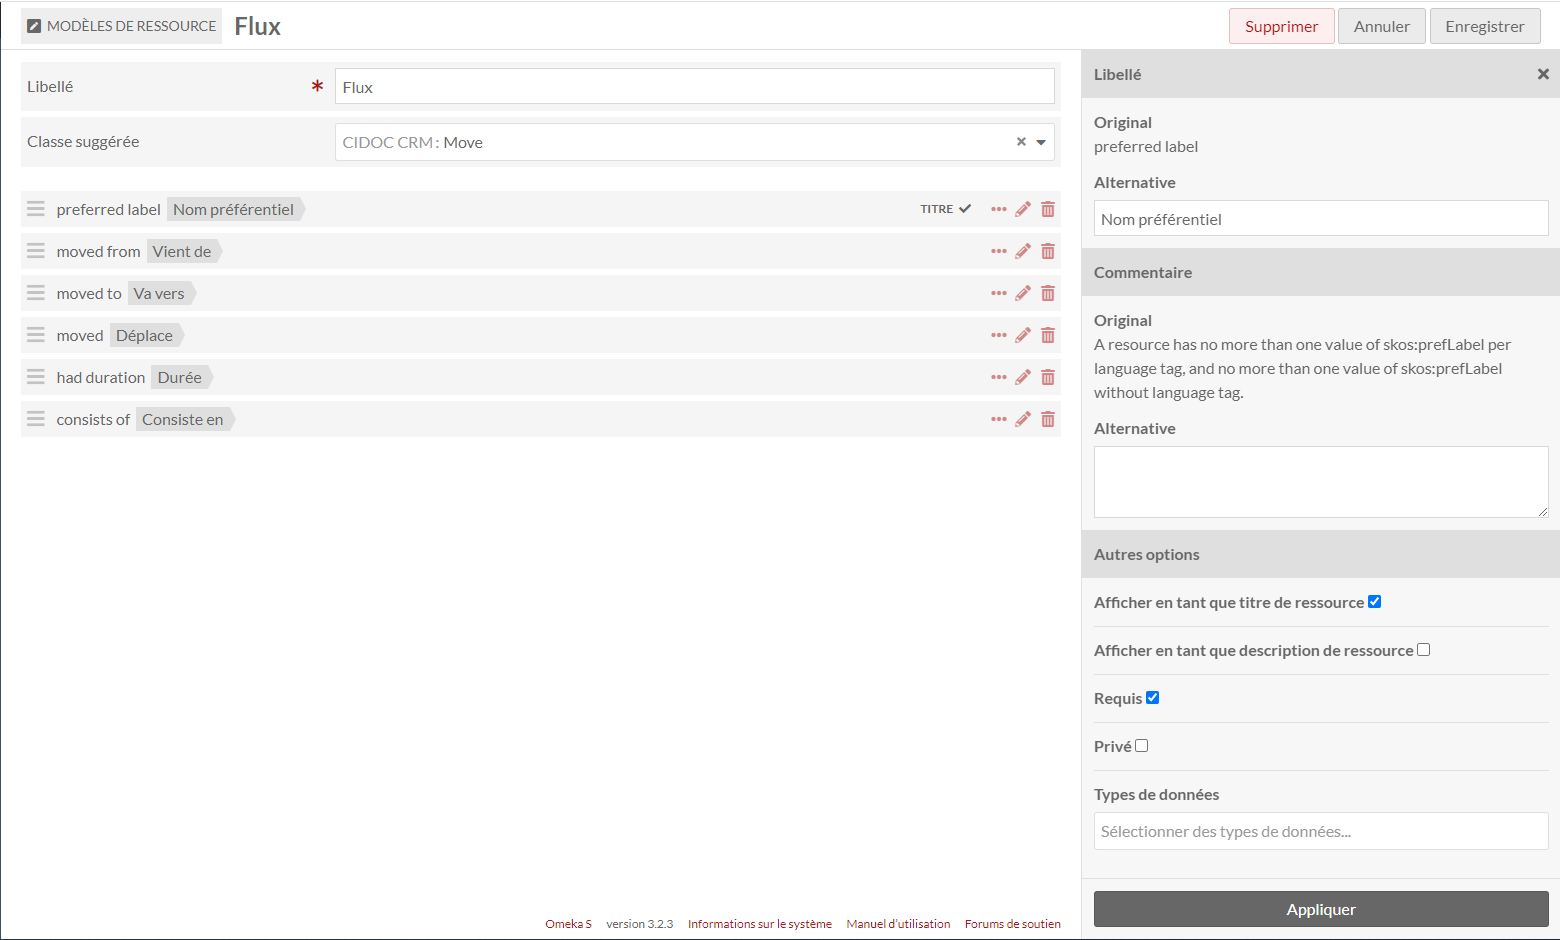 MODÈLES DE RESSOURCE Flux
Supprimer Annuler Enregistrer
Libellé * Flux
Classe suggérée CIDOC CRM : Move
preferred label Nom préférentiel TITRE
moved from Vient de
moved to Va vers
moved Déplace
had duration Durée
consists of Consiste en
Libellé
Original
preferred label
Alternative
Nom préférentiel
Commentaire
Original
A resource has no more than one value of skos:prefLabel per
language tag, and no more than one value of skos:prefLabel
without language tag.
Alternative
Autres options
Afficher en tant que titre de ressource
Afficher en tant que description de ressource
Requis
Privé
Types de données
Sélectionner des types de données...
Appliquer
Omeka S version 3.2.3 Informations sur le système Manuel d'utilisation Forums de soutien